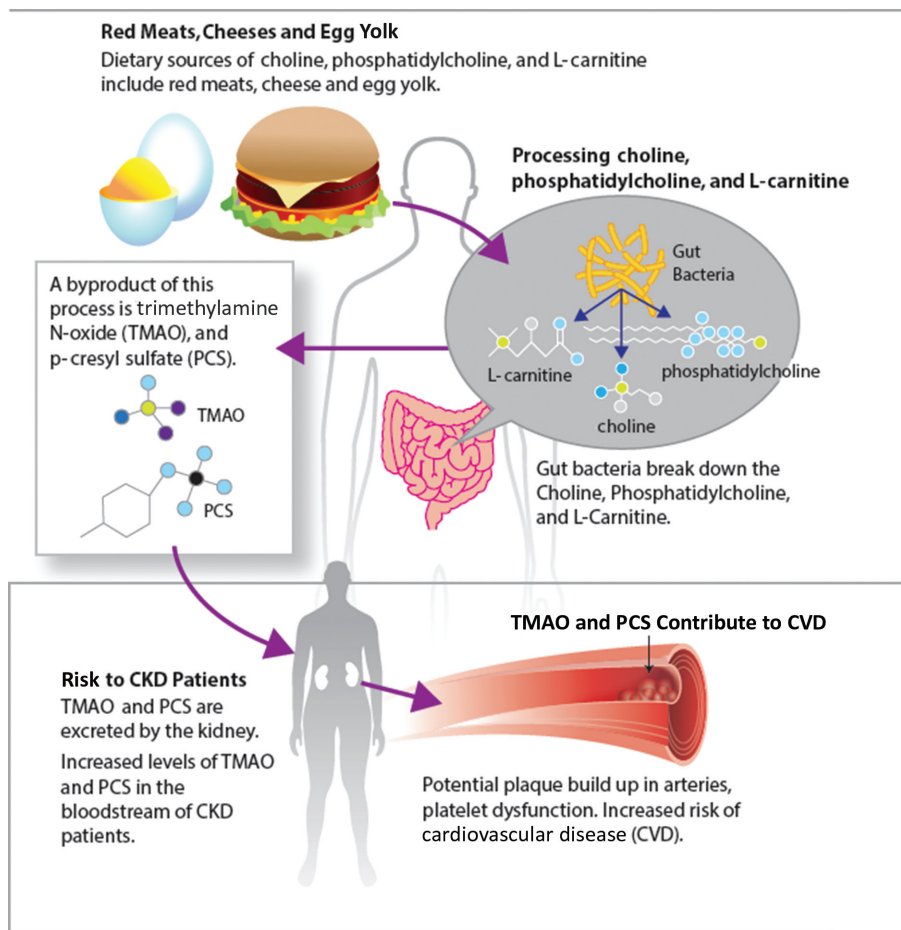 Red Meats, Cheeses and Egg Yolk
Dietary sources of choline, phosphatidylcholine, and L-carnitine
include red meats, cheese and egg yolk.
Processing choline,
phosphatidylcholine, and L-carnitine
Gut
Bacteria
L-carnitine
phosphatidylcholine
choline
Gut bacteria break down the
Choline, Phosphatidylcholine,
and L-Carnitine.
A byproduct of this
process is trimethylamine
N-oxide (TMAO), and
p-cresyl sulfate (PCS).
TMAO
PCS
Risk to CKD Patients
TMAO and PCS are
excreted by the kidney.
Increased levels of TMAO
and PCS in the
bloodstream of CKD
patients.
TMAO and PCS Contribute to CVD
Potential plaque build up in arteries,
platelet dysfunction. Increased risk of
cardiovascular disease (CVD).